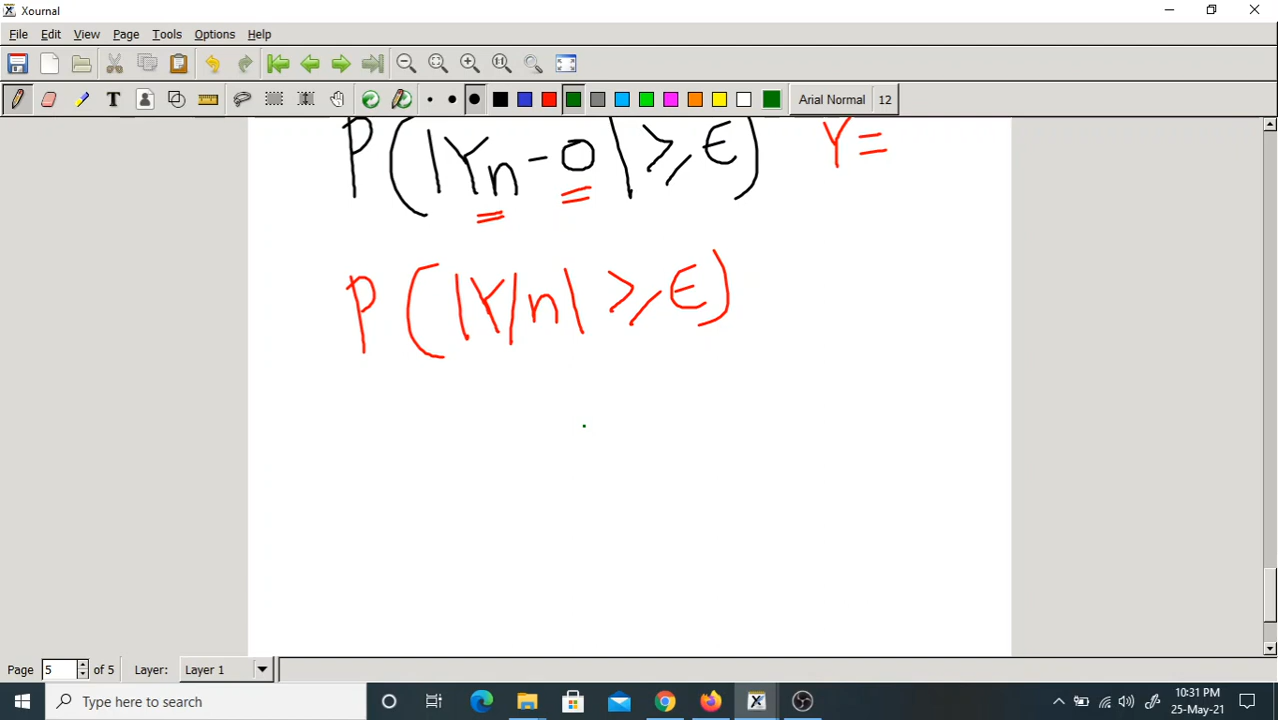 Xournal
File Edit View Page Tools Options Help
Arial Normal 12
P(|Yn - 0| ⩾ ϵ) Y =
P(|Y/n| ⩾ ϵ)
Page 5 of 5 Layer: Layer 1
Type here to search
10:31 PM
25-May-21